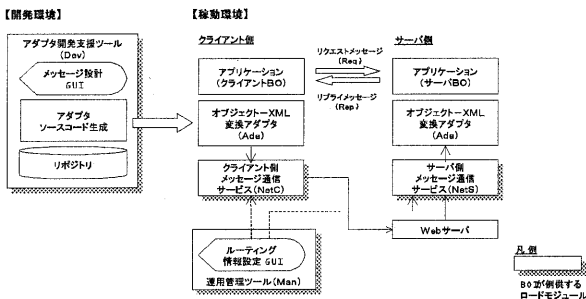 【開発環境】
アダプタ開発支援ツール
(Dev)
メッセージ設計
GUI
アダプタ
ソースコード生成
リポジトリ
【稼動環境】
クライアント側
アプリケーション
(クライアントBO)
オブジェクトーXML
変換アダプタ
(Ada)
クライアント側
メッセージ通信
サービス(NetC)
ルーティング
情報設定 GUI
運用管理ツール(Man)
リクエストメッセージ
(Req)
リプライメッセージ
(Rep)
サーバ側
アプリケーション
(サーバBO)
オブジェクトーXML
変換アダプタ
(Ada)
サーバ側
メッセージ通信
サービス(NetS)
Webサーバ
凡 例
提供する
ロードモジュール